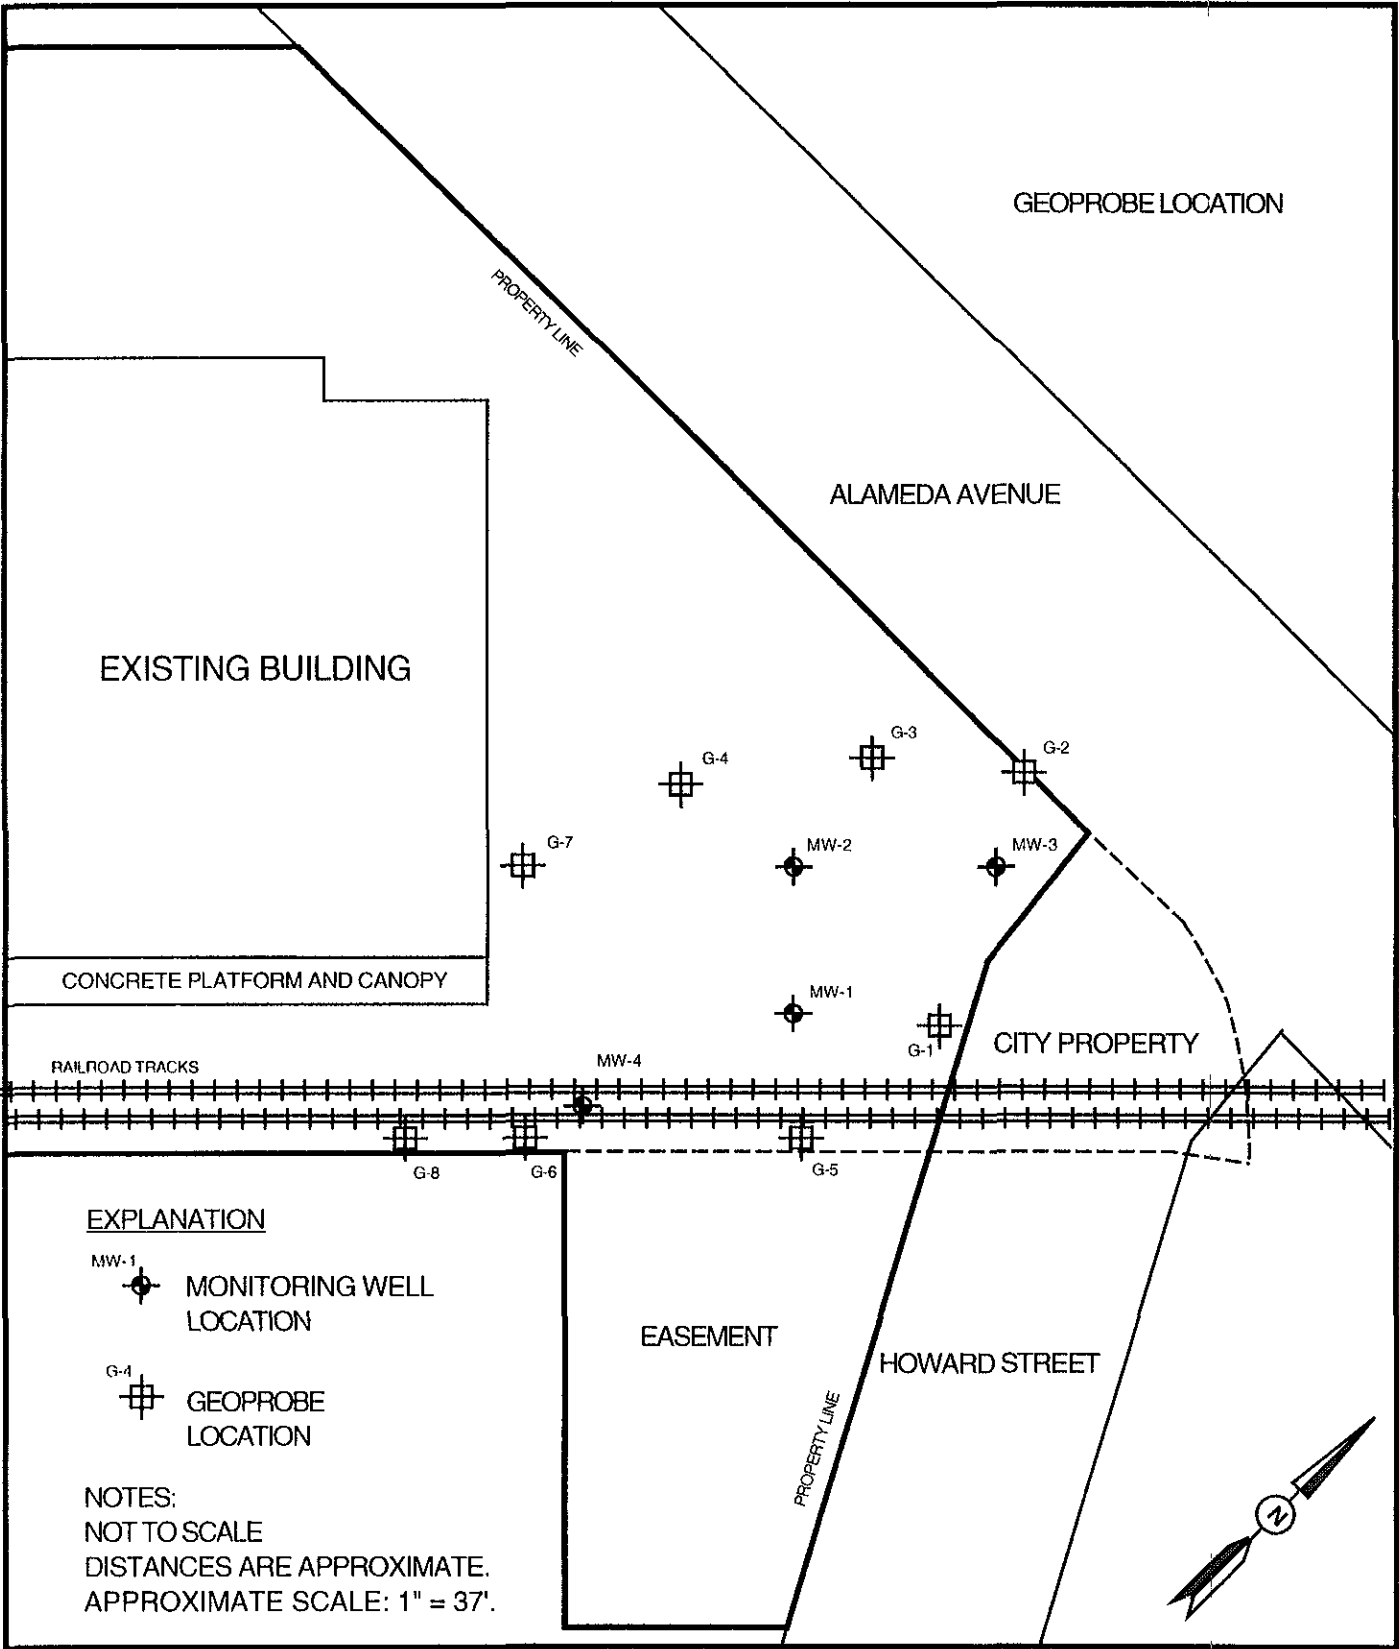 GEOPROBE LOCATION
PROPERTY LINE
ALAMEDA AVENUE
EXISTING BUILDING
G-3
G-2
G-4
G-7
MW-2
MW-3
CONCRETE PLATFORM AND CANOPY
MW-1
G-1
CITY PROPERTY
RAILROAD TRACKS
MW-4
G-8
G-6
G-5
EXPLANATION
MW-1
MONITORING WELL
LOCATION
G-4
GEOPROBE
LOCATION
EASEMENT
HOWARD STREET
PROPERTY LINE
NOTES:
NOT TO SCALE
DISTANCES ARE APPROXIMATE.
APPROXIMATE SCALE: 1" = 37'.
N